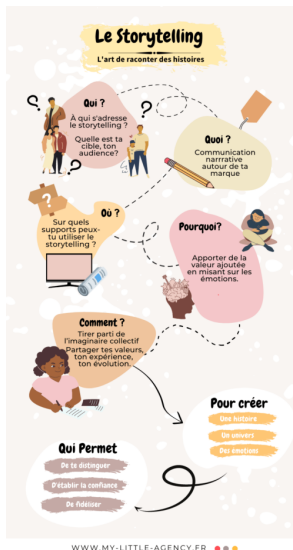 Le Storytelling
L'art de raconter des histoires
Qui ?
À qui s'adresse
le storytelling ?
Quelle est ta
cible, ton
audience?
Quoi ?
Communication
narrative
autour de ta
marque
Où ?
Sur quels
supports peux-
tu utiliser le
storytelling ?
Pourquoi?
Apporter de la
valeur ajoutée
en misant sur les
émotions.
Comment ?
Tirer parti de
l'imaginaire collectif
Partager tes valeurs,
ton expérience,
ton évolution.
Pour créer
Une histoire
Un univers
Des émotions
Qui Permet
De te distinguer
D'établir la confiance
De fidéliser
WWW.MY-LITTLE-AGENCY.FR